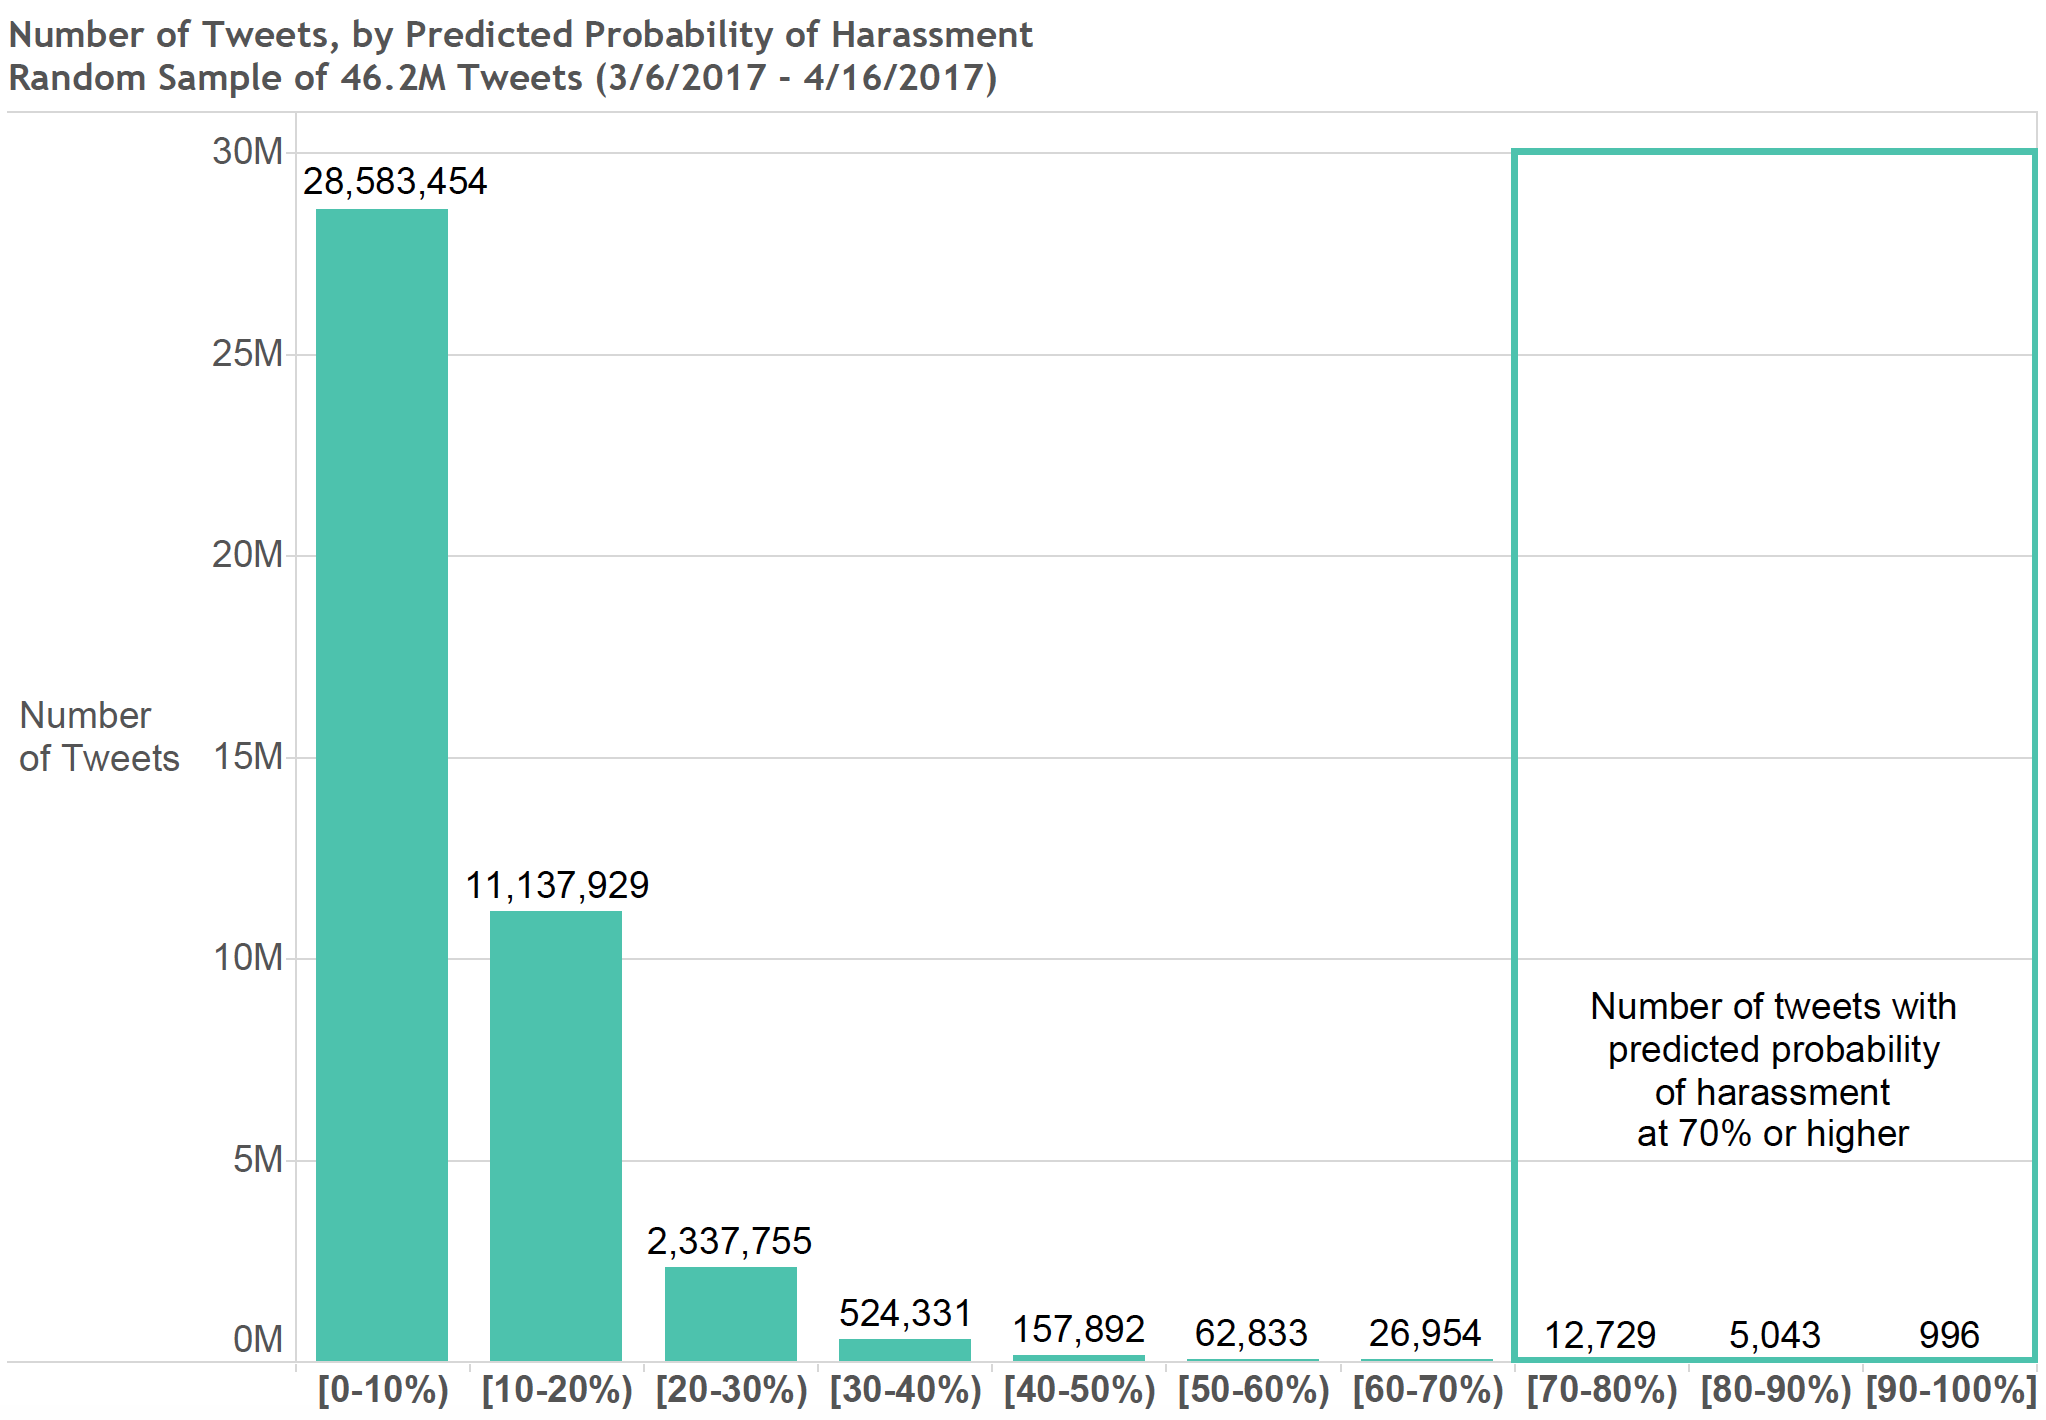 Number of Tweets, by Predicted Probability of Harassment
Random Sample of 46.2M Tweets (3/6/2017 - 4/16/2017)
30M
28,583,454
25M
20M
Number
of Tweets
15M
11,137,929
10M
Number of tweets with
predicted probability
of harassment
at 70% or higher
5M
2,337,755
524,331
157,892
62,833
26,954
12,729
5,043
996
0M
[0-10%)
[10-20%)
[20-30%)
[30-40%)
[40-50%)
[50-60%)
[60-70%)
[70-80%)
[80-90%)
[90-100%]